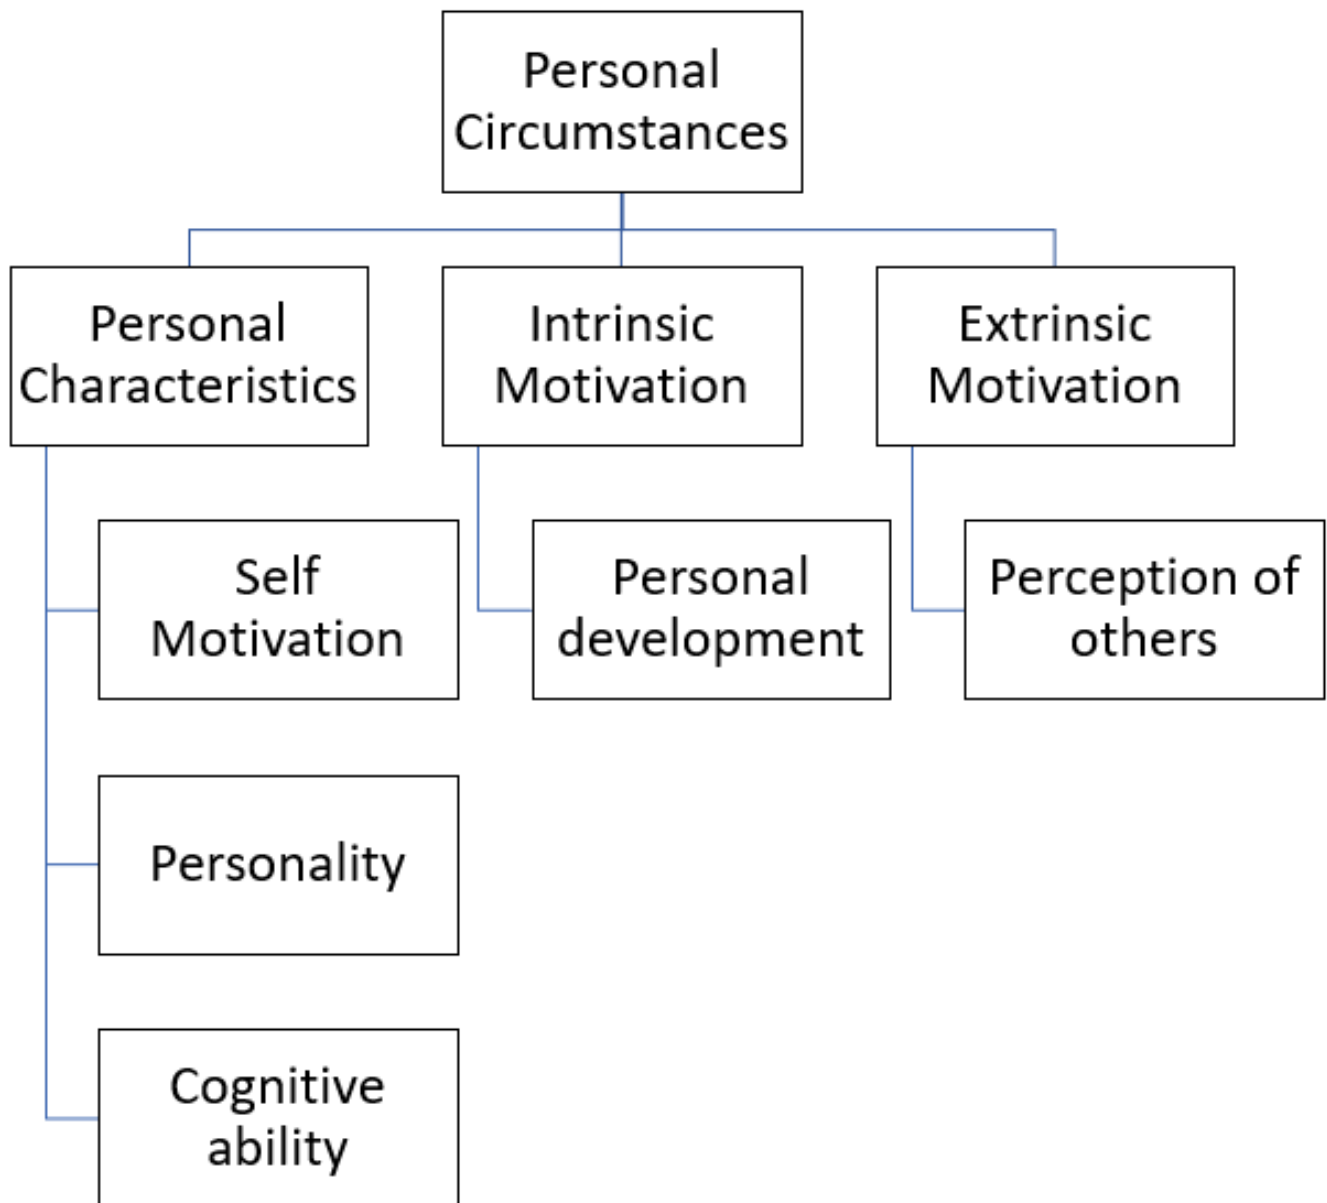 Personal
Circumstances
Personal
Characteristics
Intrinsic
Motivation
Extrinsic
Motivation
Self
Motivation
Personal
development
Perception of
others
Personality
Cognitive
ability